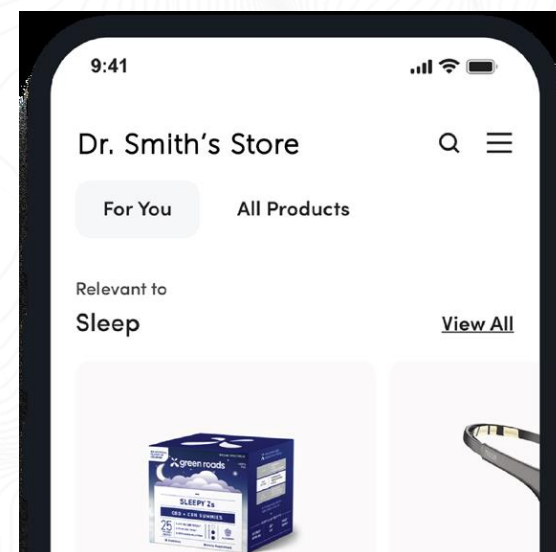 9:41
Dr. Smith's Store
For You All Products
Relevant to
Sleep
View All
green roads
SLEEPY Zs
CBD + CBN GUMMIES
25